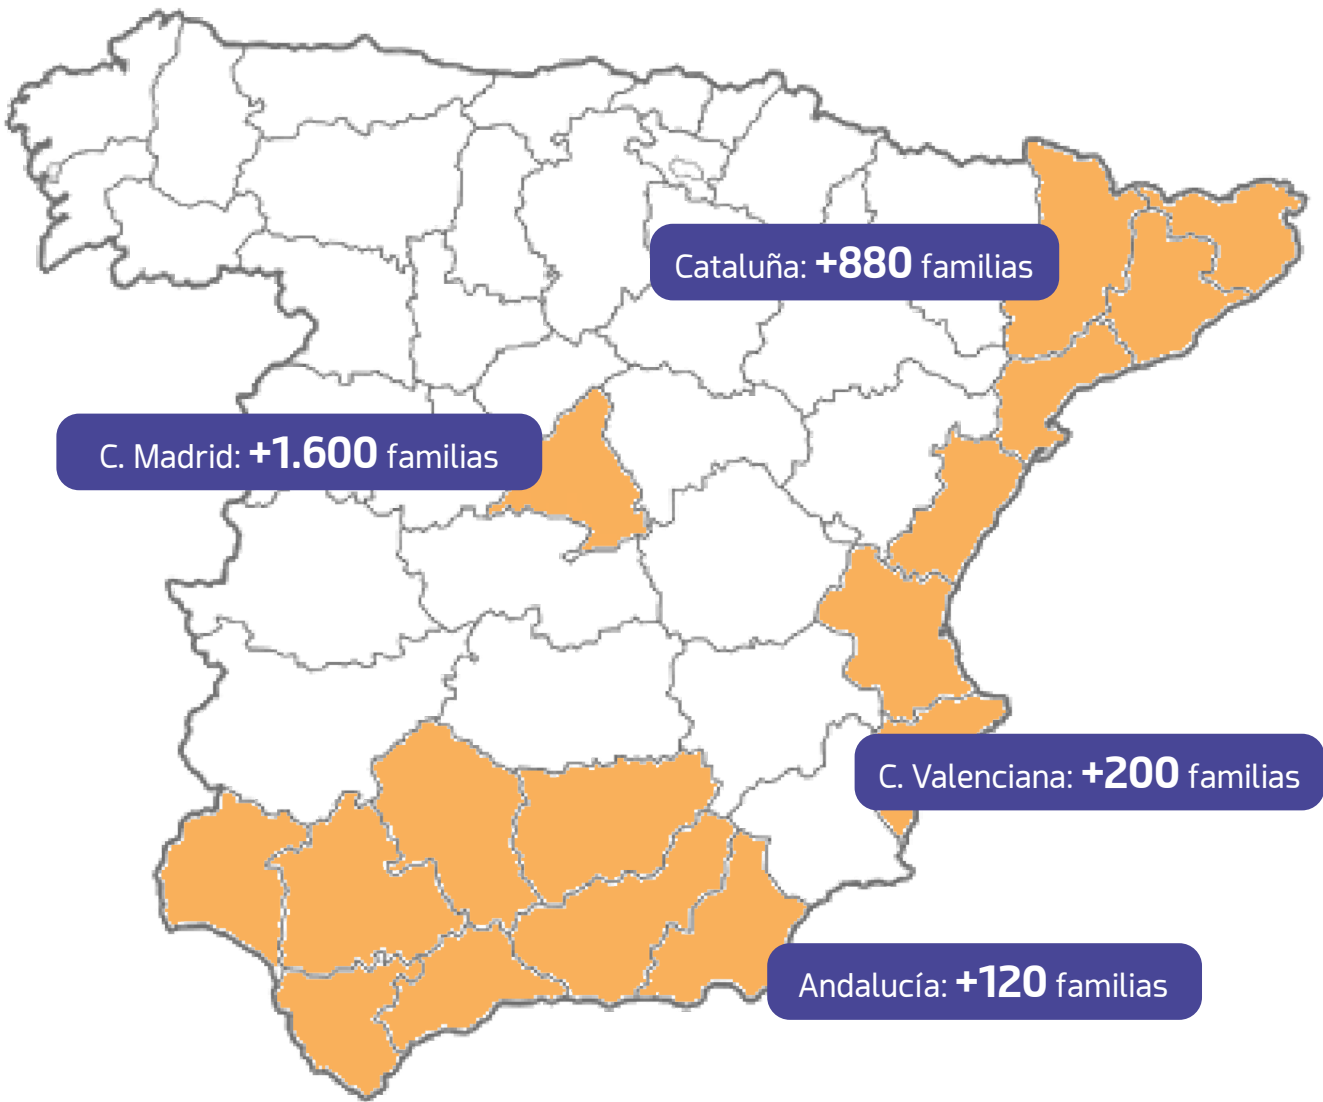 Cataluña: +880 familias
C. Madrid: +1.600 familias
C. Valenciana: +200 familias
Andalucía: +120 familias